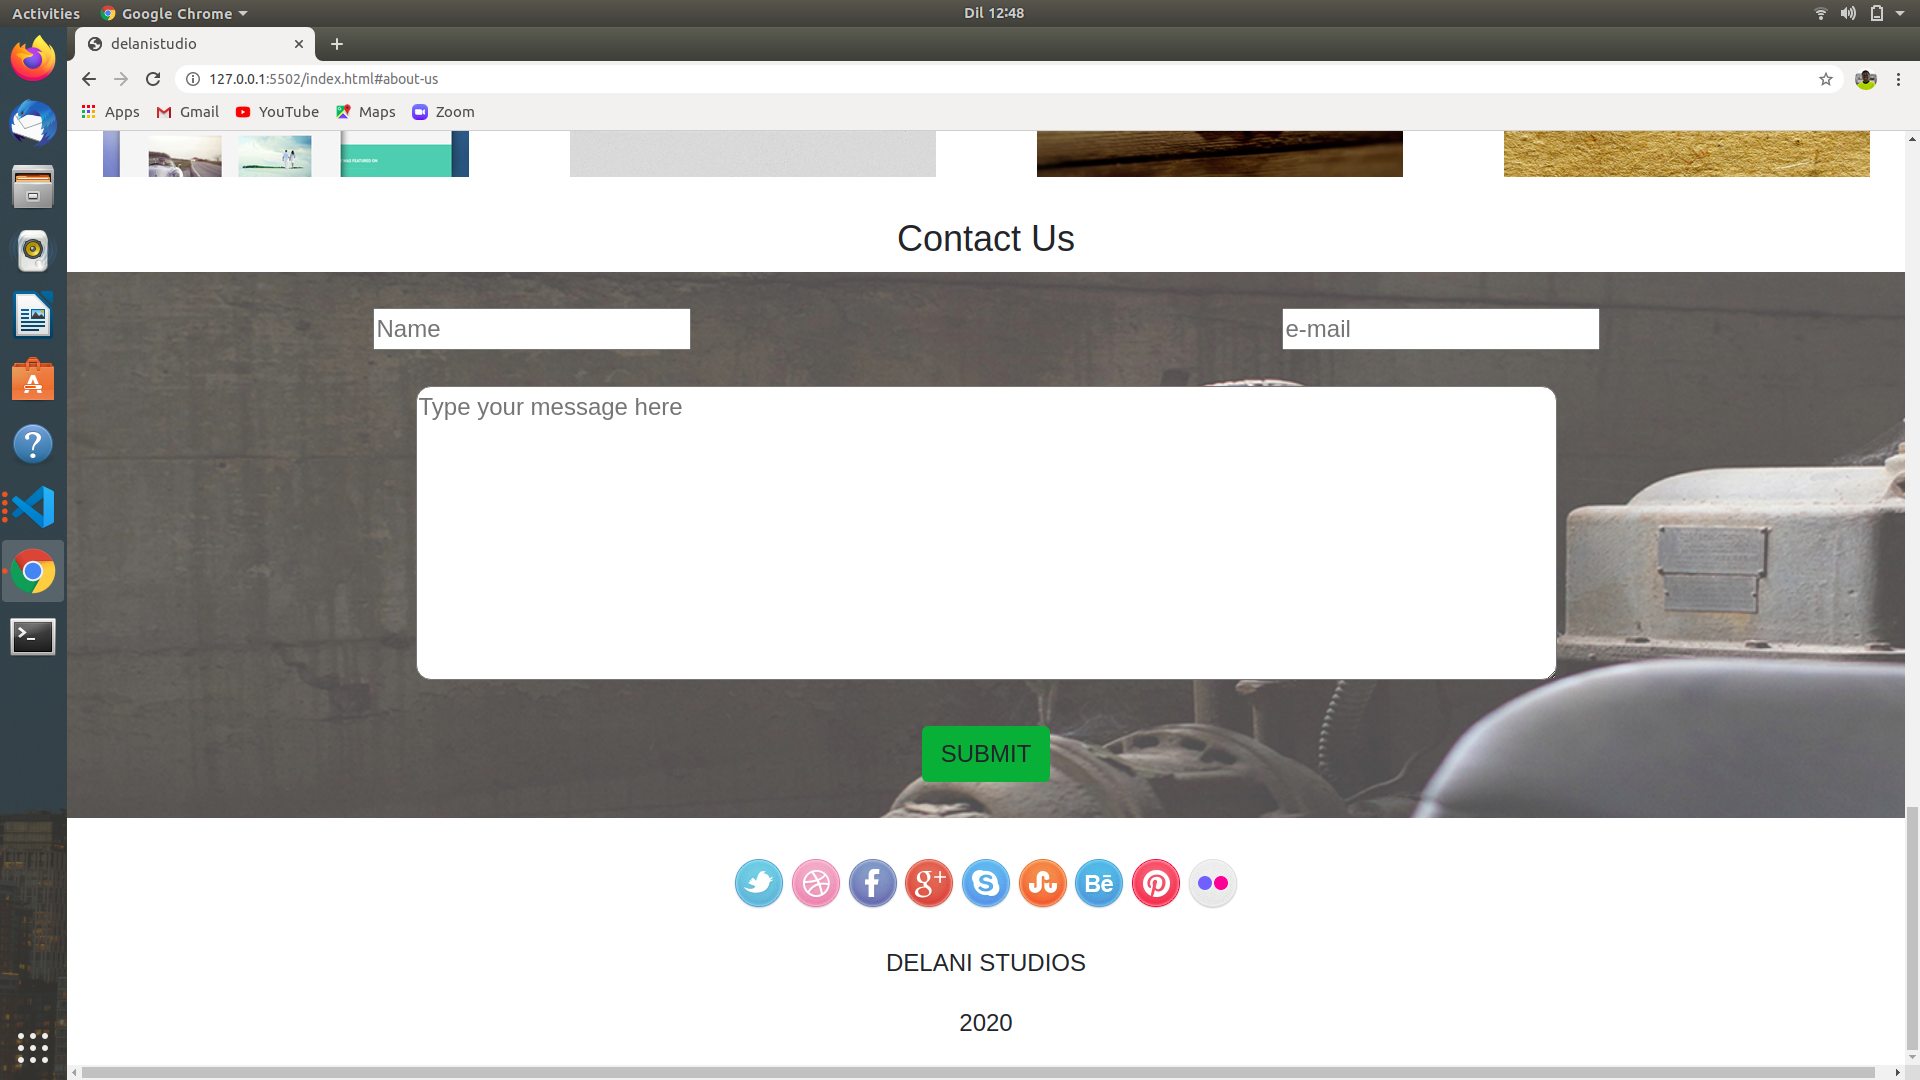 Activities
Google Chrome
Dil 12:48
delanistudio
127.0.0.1:5502/index.html#about-us
Apps
Gmail
YouTube
Maps
Zoom
Contact Us
Name
e-mail
Type your message here
SUBMIT
g+
S
Bē
DELANI STUDIOS
2020